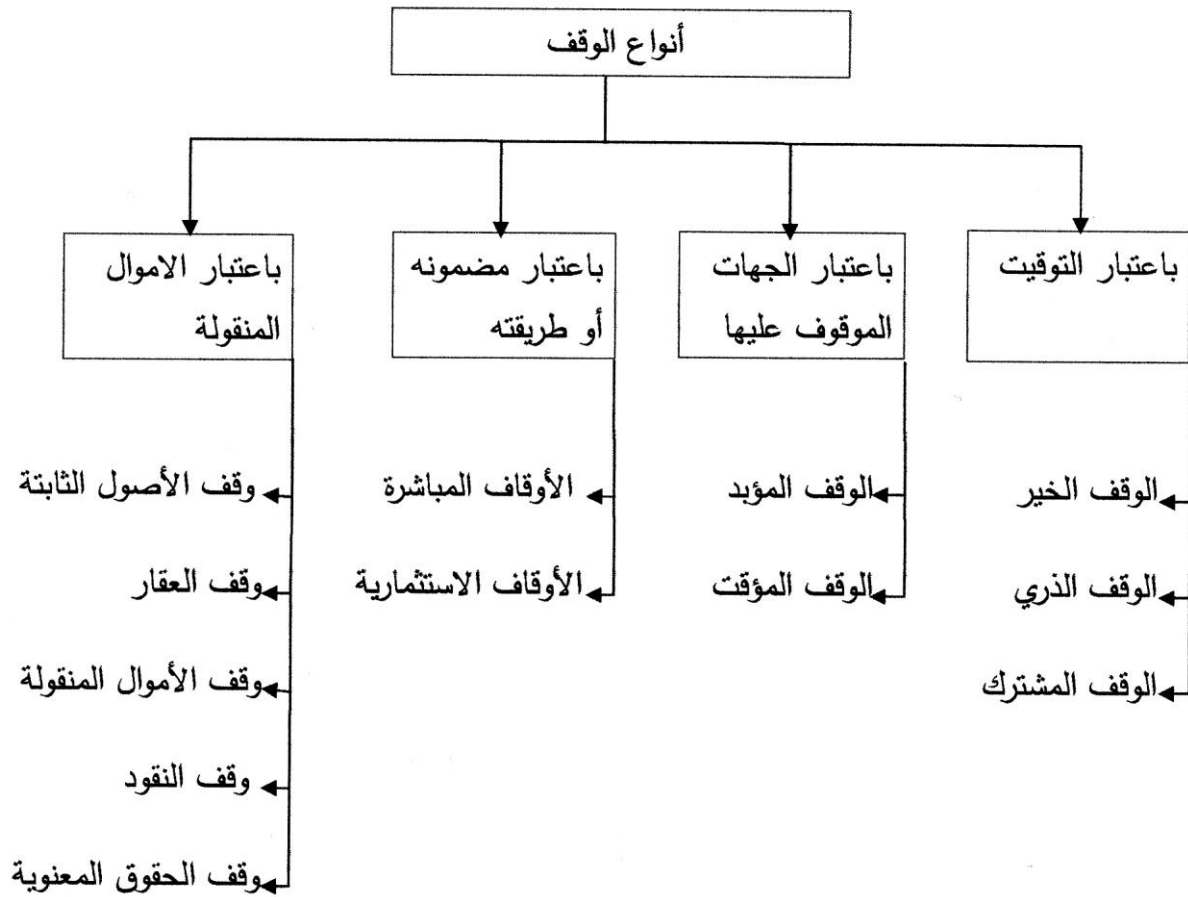 أنواع الوقف
باعتبار التوقيت
باعتبار الجهات
الموقوف عليها
باعتبار مضمونه
أو طريقته
باعتبار الاموال
المنقولة
الوقف الخير
الوقف الذري
الوقف المشترك
الوقف المؤبد
الوقف المؤقت
الأوقاف المباشرة
الأوقاف الاستثمارية
وقف الأصول الثابتة
وقف العقار
وقف الأموال المنقولة
وقف النقود
وقف الحقوق المعنوية